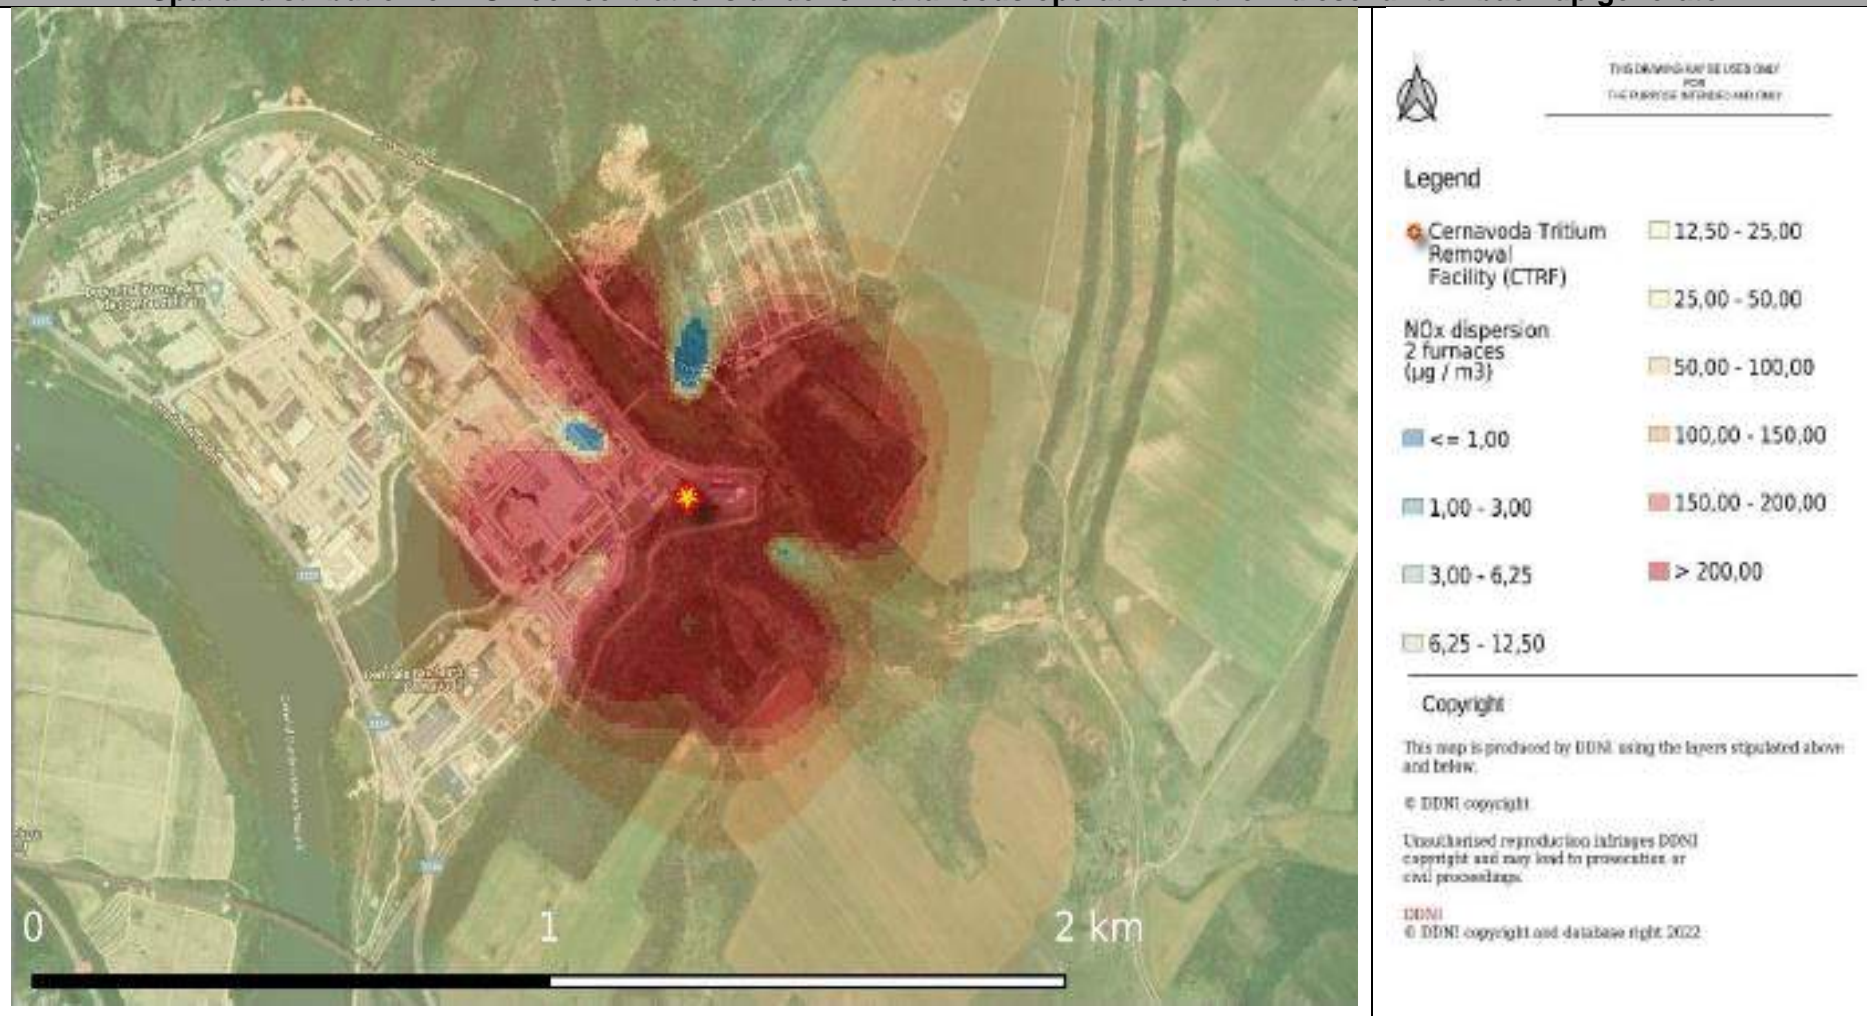 THIS DRAWING MAY BE USED ONLY
FOR
THE PURPOSE INTENDED AND ONLY
Legend
Cernavoda Tritium
Removal
Facility (CTRF)
NOx dispersion
2 furnaces
(µg / m3)
<= 1,00
1,00 - 3,00
3,00 - 6,25
6,25 - 12,50
12,50 - 25,00
25,00 - 50,00
50,00 - 100,00
100,00 - 150,00
150,00 - 200,00
> 200,00
Copyright
This map is produced by DDNI using the layers stipulated above
and below.
© DDNI copyright
Unauthorised reproduction infringes DDNI
copyright and may lead to prosecution or
civil proceedings.
DDNI
© DDNI copyright and database right 2022
0 1 2 km